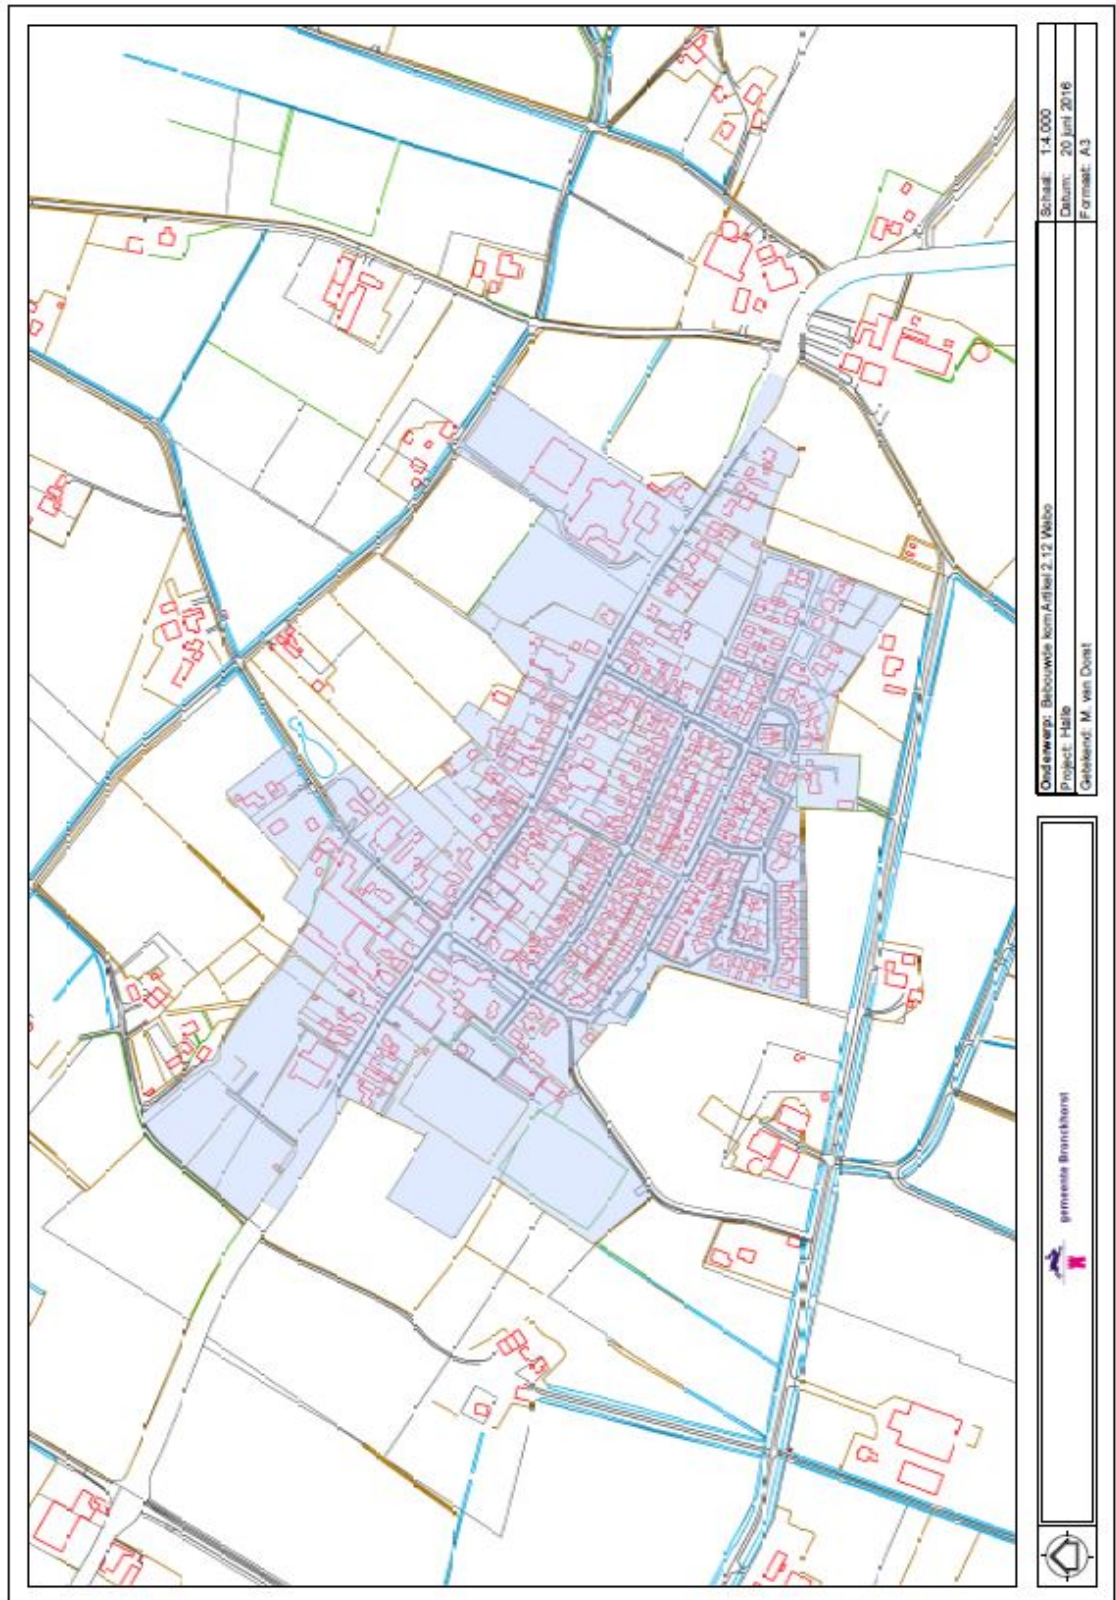 Onderwerp: Bebouwde kom Artikel 2.12 Wabo
Project: Halle
Getekend: M. van Dorst
Schaal: 1:4.000
Datum: 20 juni 2016
Formaat: A3
gemeente Bronckhorst